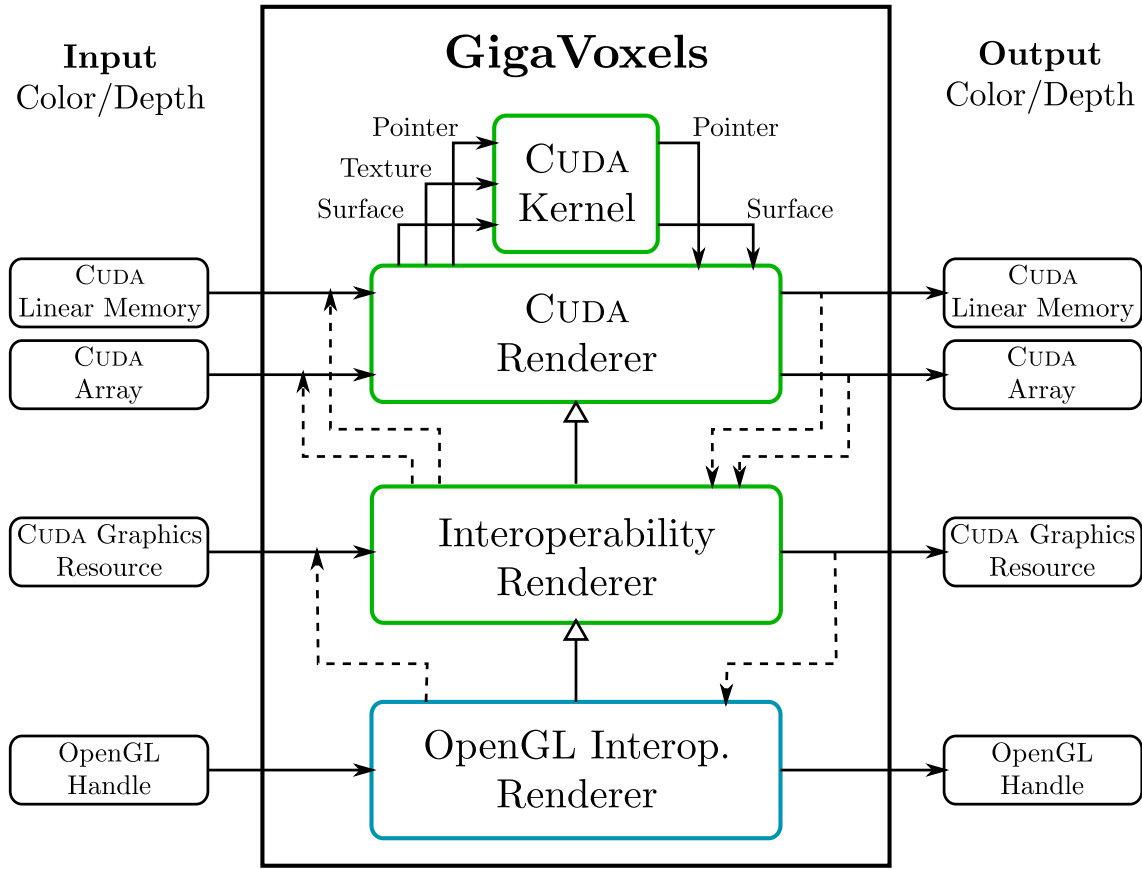 Input
Color/Depth
GigaVoxels
Output
Color/Depth
Pointer
Texture
Surface
CUDA
Kernel
Pointer
Surface
CUDA
Linear Memory
CUDA
Array
CUDA
Renderer
CUDA
Linear Memory
CUDA
Array
CUDA Graphics
Resource
Interoperability
Renderer
CUDA Graphics
Resource
OpenGL
Handle
OpenGL Interop.
Renderer
OpenGL
Handle